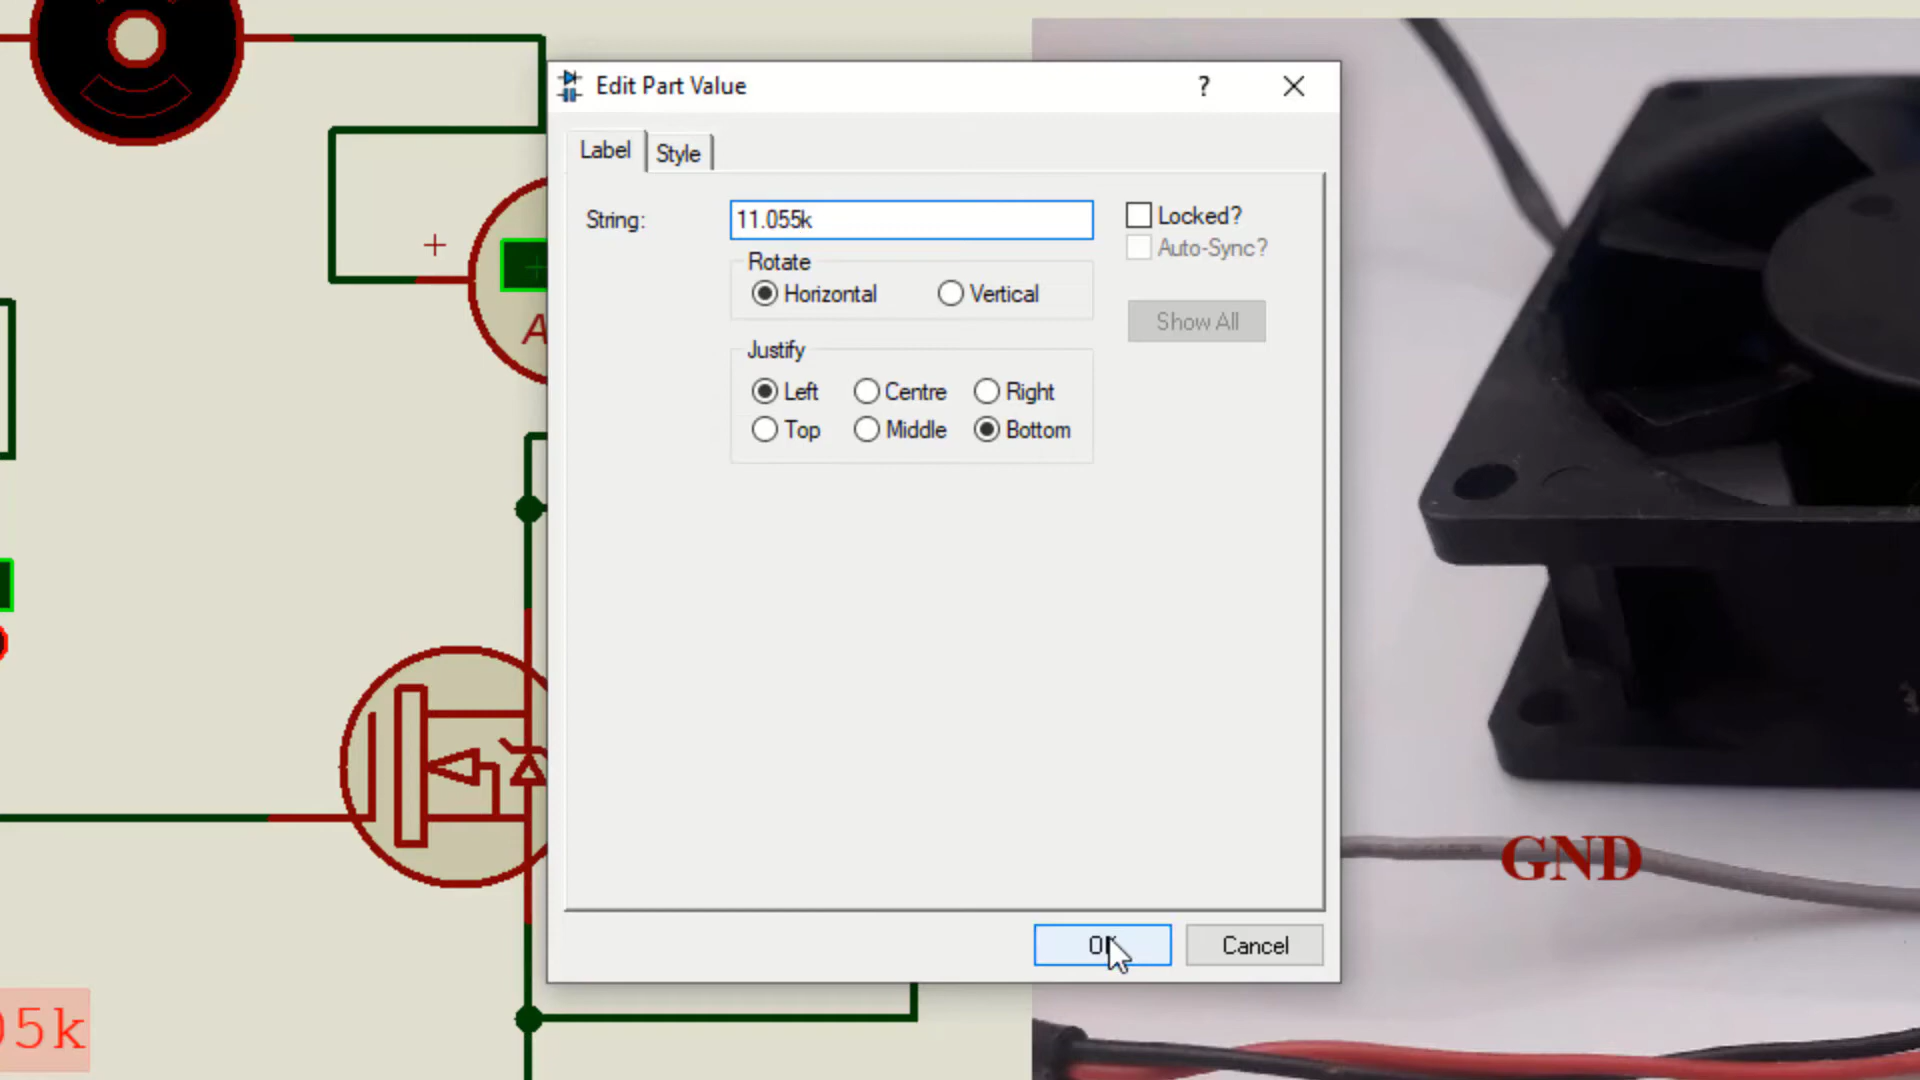 Edit Part Value
?
Label
Style
String:
11.055k
Locked?
Auto-Sync?
Rotate
Horizontal
Vertical
Show All
Justify
Left
Centre
Right
Top
Middle
Bottom
A
GND
OK
Cancel
05k